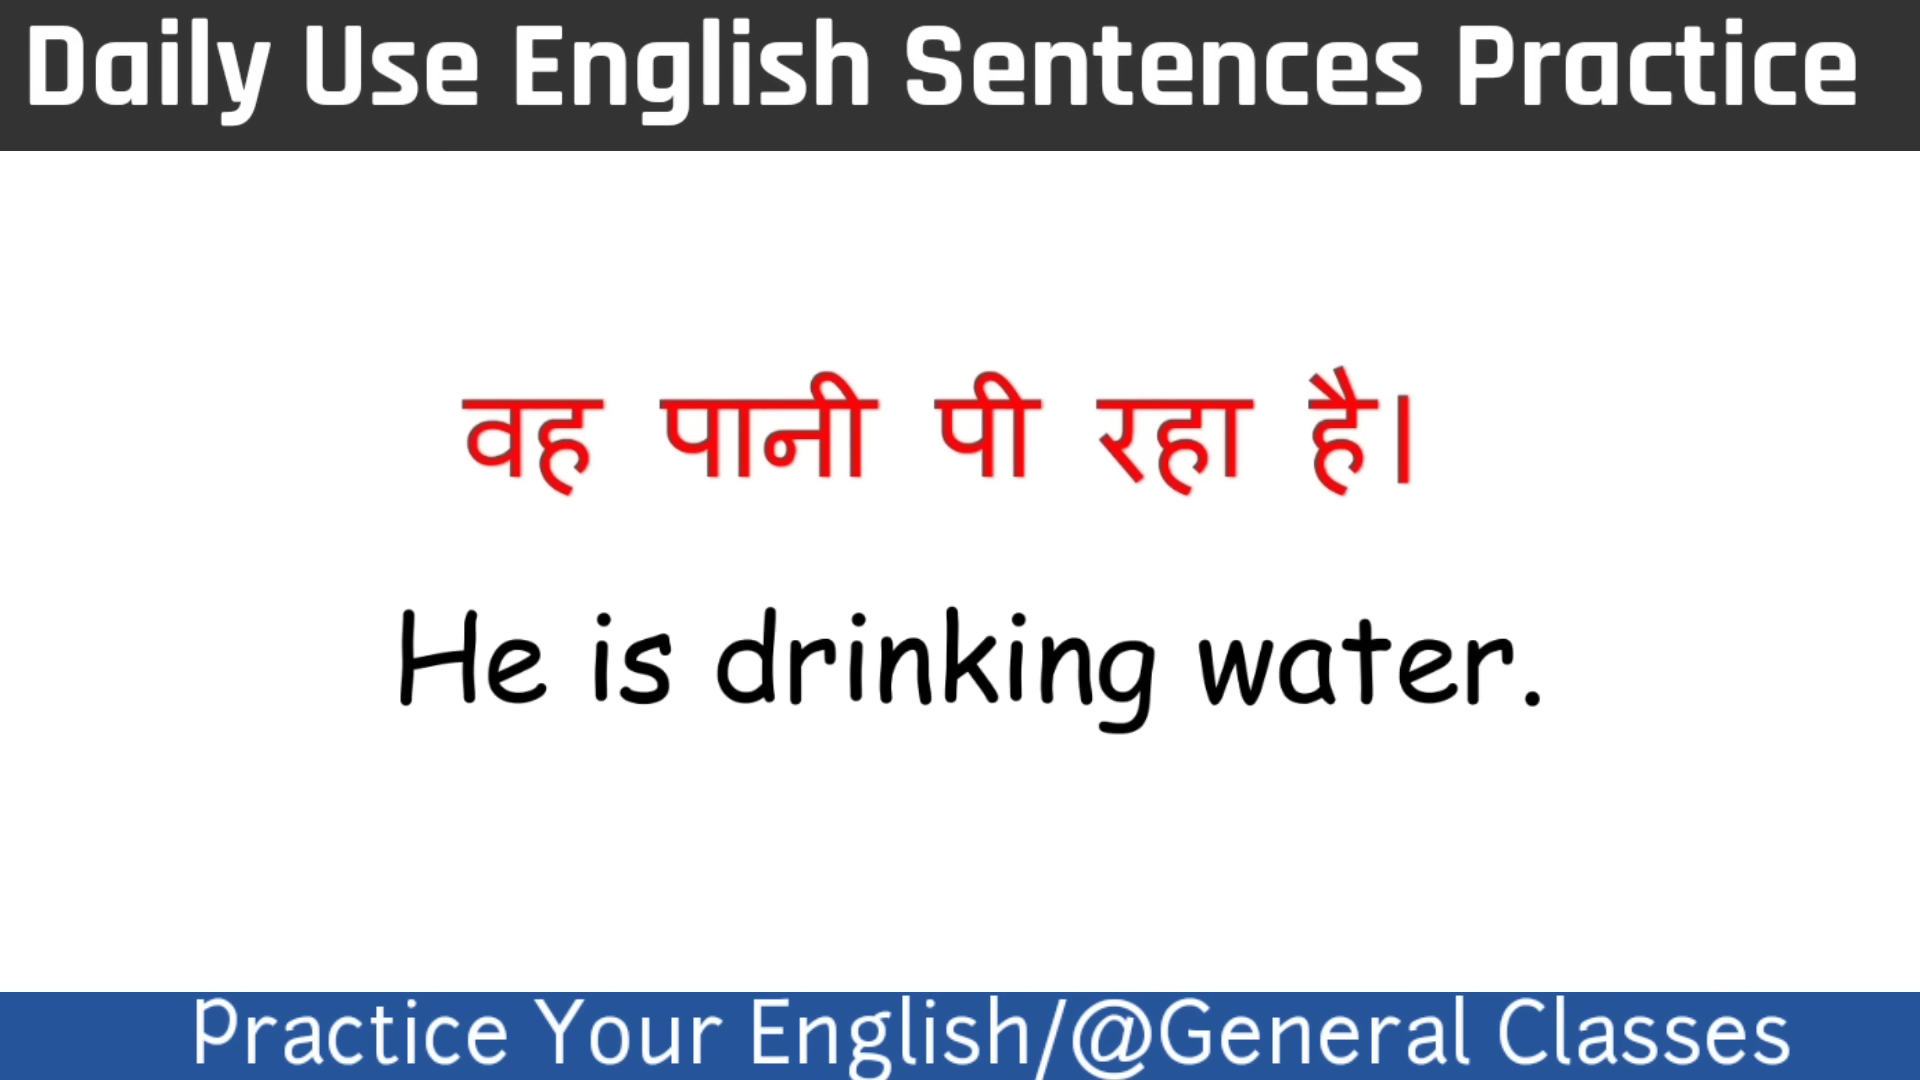 Daily Use English Sentences Practice
वह पानी पी रहा है।
He is drinking water.
Practice Your English/@General Classes